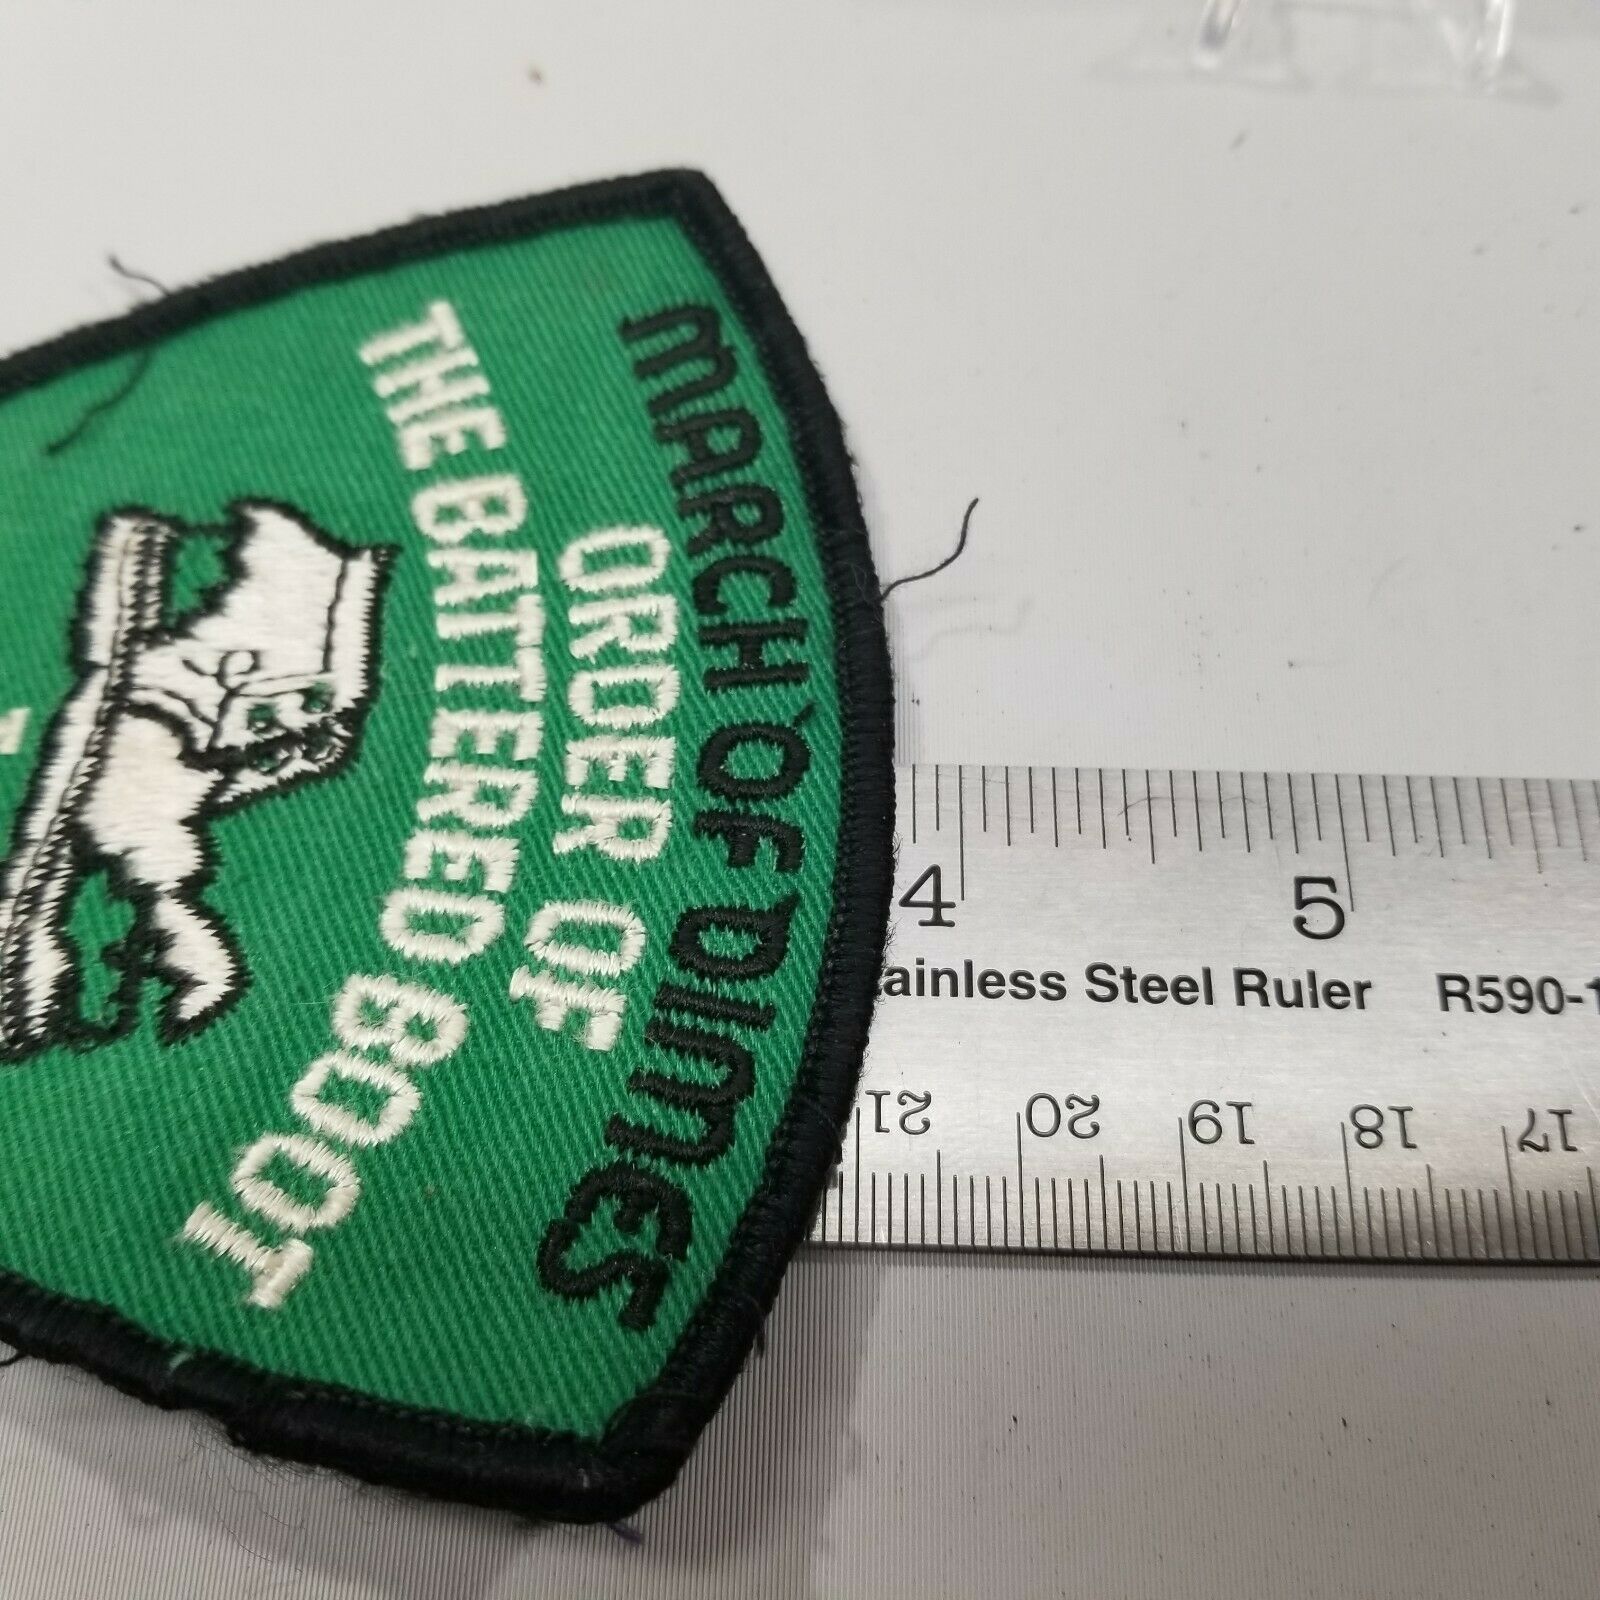 MARCH OF DIMES
ORDER OF
THE BATTERED BOOT
4 5
ainless Steel Ruler R590-1
21 20 19 18 17